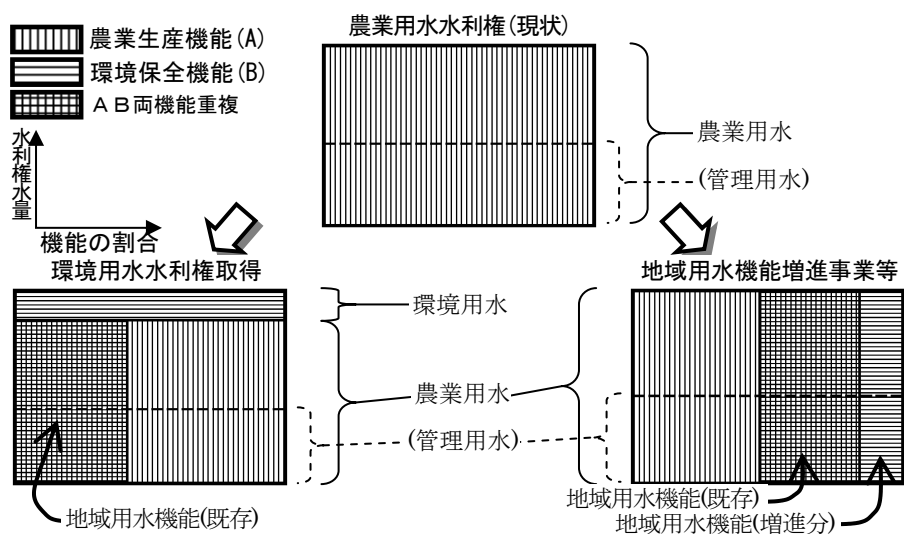 農業生産機能(A)
環境保全機能(B)
ＡＢ両機能重複
水利権水量
機能の割合
農業用水水利権(現状)
農業用水
(管理用水)
環境用水水利権取得
環境用水
農業用水
(管理用水)
地域用水機能(既存)
地域用水機能増進事業等
地域用水機能(既存)
地域用水機能(増進分)